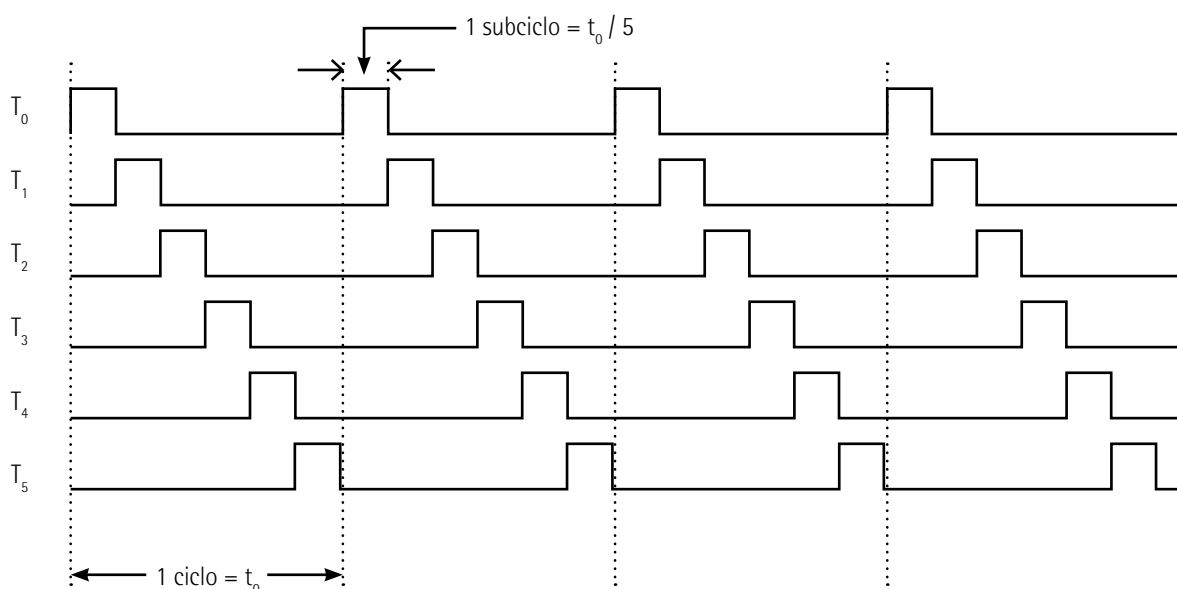 1 subciclo = t₀ / 5
T₀
T₁
T₂
T₃
T₄
T₅
1 ciclo = t₀